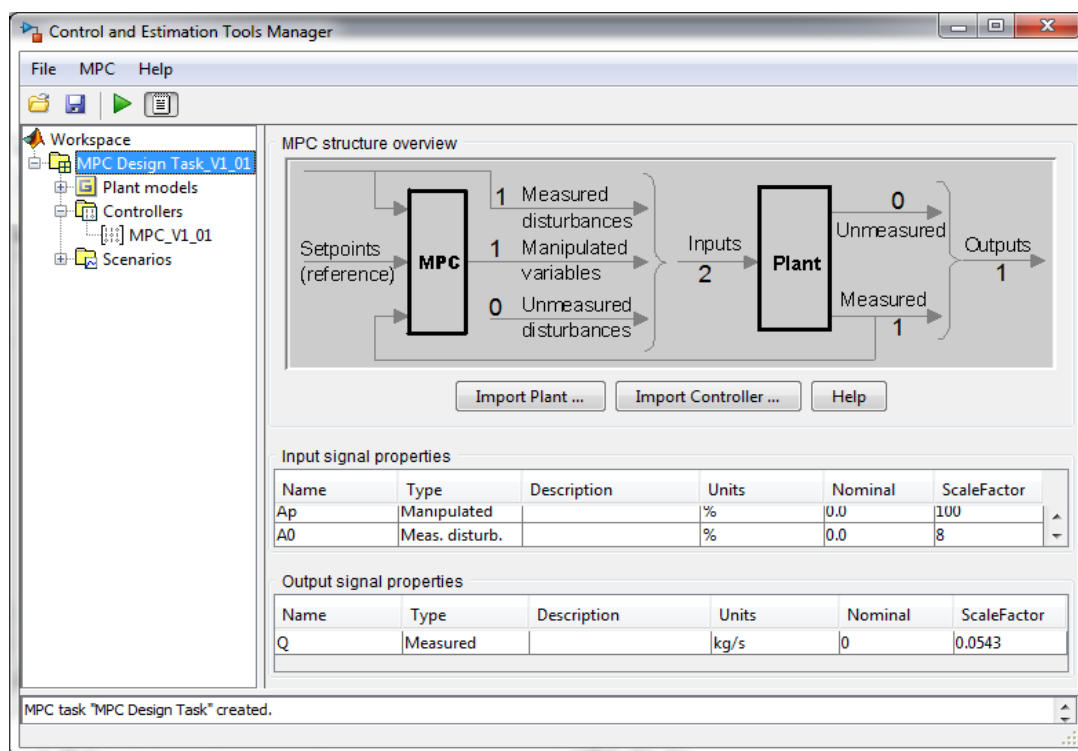 Control and Estimation Tools Manager
File MPC Help
Workspace
MPC Design Task_V1_01
Plant models
Controllers
MPC_V1_01
Scenarios
MPC structure overview
Setpoints
(reference)
MPC
1 Measured
disturbances
1 Manipulated
variables
0 Unmeasured
disturbances
Inputs
2
Plant
0
Unmeasured
Measured
1
Outputs
1
Import Plant ... Import Controller ... Help
Input signal properties
Name Type Description Units Nominal ScaleFactor
Ap Manipulated % 0.0 100
A0 Meas. disturb. % 0.0 8
Output signal properties
Name Type Description Units Nominal ScaleFactor
Q Measured kg/s 0 0.0543
MPC task "MPC Design Task" created.